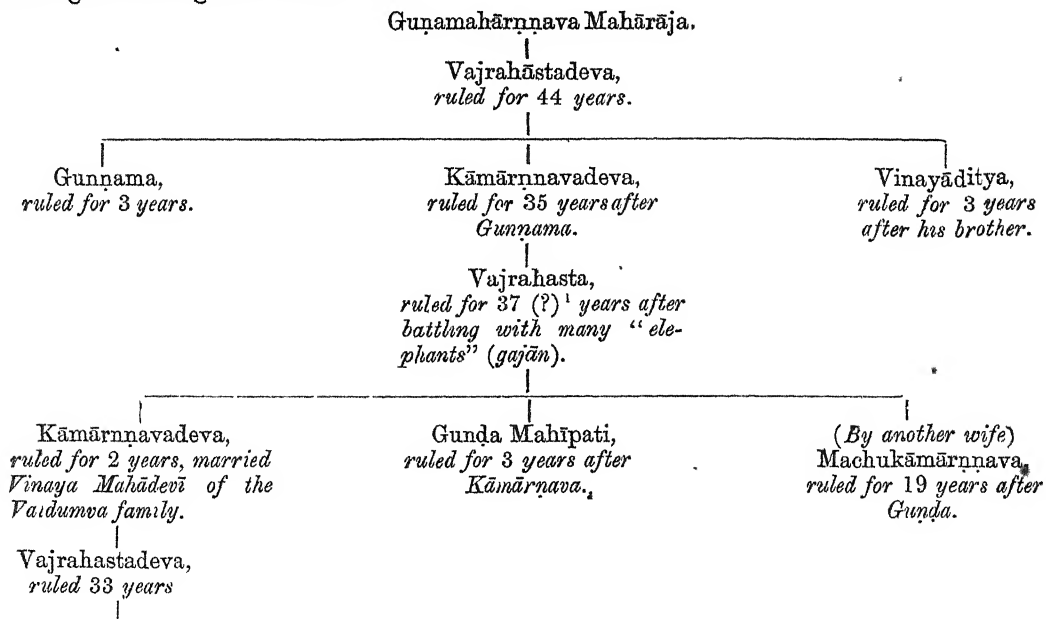 Guṇamahārṇṇava Mahārāja.
Vajrahāstadeva,
ruled for 44 years.
Guṇṇama,
ruled for 3 years.
Kāmārṇṇavadeva,
ruled for 35 years after
Guṇṇama.
Vinayāditya,
ruled for 3 years
after his brother.
Vajrahasta,
ruled for 37 (?) ¹ years after
battling with many “ele-
phants” (gajān).
Kāmārṇṇavadeva,
ruled for 2 years, married
Vinaya Mahādevī of the
Vaidumva family.
Guṇḍa Mahīpati,
ruled for 3 years after
Kāmārṇava.
(By another wife)
Machukāmārṇṇava,
ruled for 19 years after
Guṇḍa.
Vajrahastadeva,
ruled 33 years